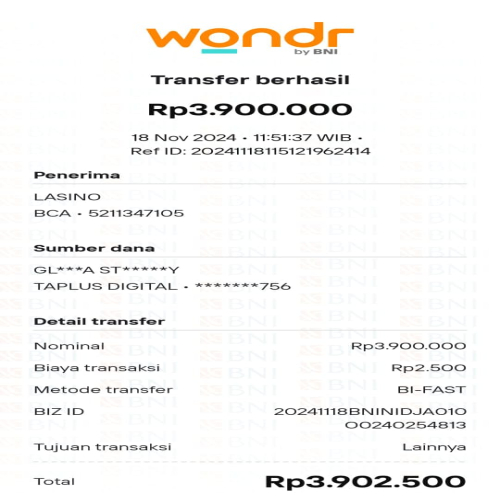 wondr
by BNI
Transfer berhasil
Rp3.900.000
18 Nov 2024 • 11:51:37 WIB •
Ref ID: 20241118115121962414
Penerima
LASINO
BCA • 5211347105
Sumber dana
GL***A ST*****Y
TAPLUS DIGITAL • *******756
Detail transfer
Nominal Rp3.900.000
Biaya transaksi Rp2.500
Metode transfer BI-FAST
BIZ ID 20241118BNINIDJA010
00240254813
Tujuan transaksi Lainnya
Total Rp3.902.500